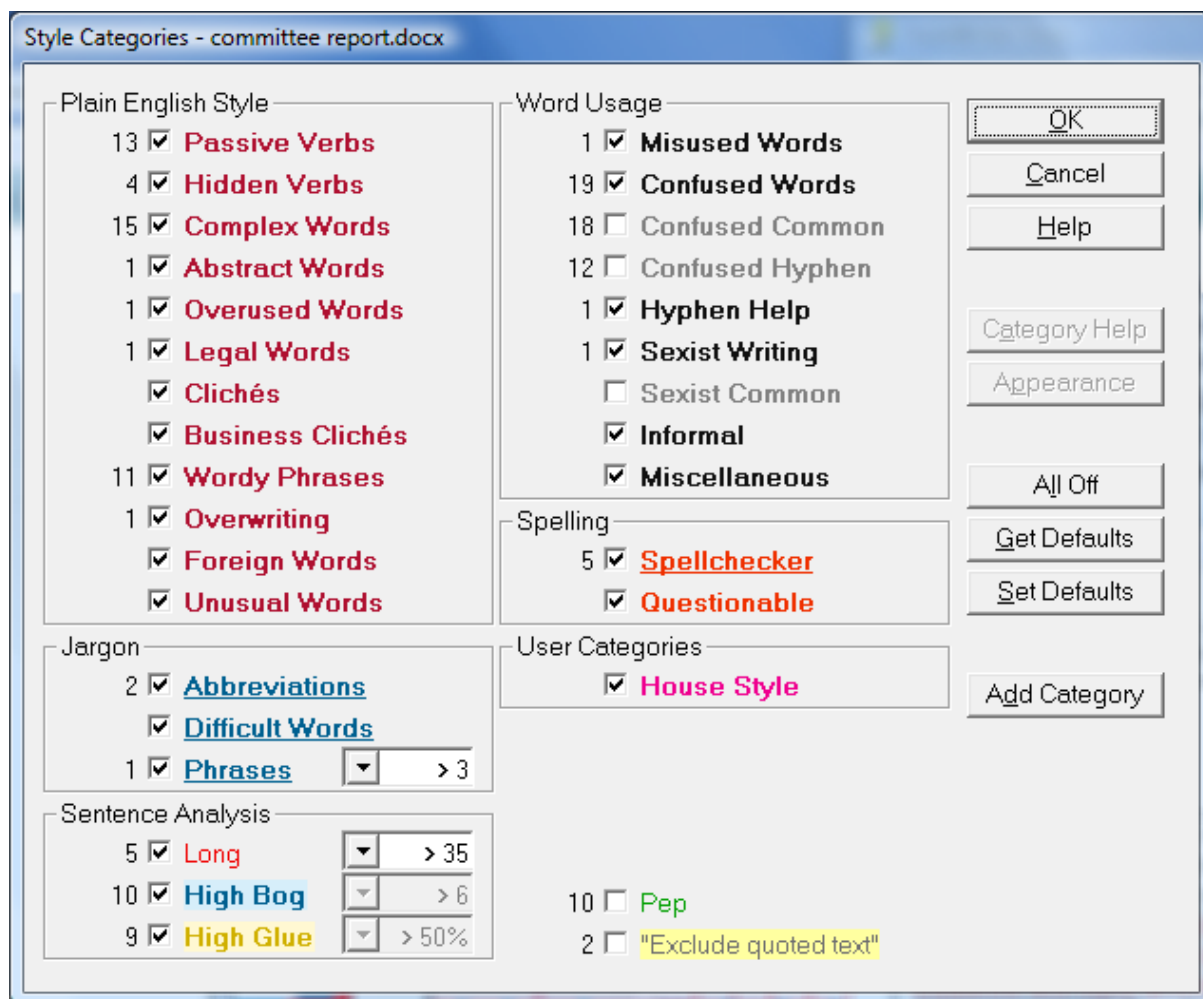 Style Categories - committee report.docx
Plain English Style
13 Passive Verbs
4 Hidden Verbs
15 Complex Words
1 Abstract Words
1 Overused Words
1 Legal Words
Clichés
Business Clichés
11 Wordy Phrases
1 Overwriting
Foreign Words
Unusual Words
Jargon
2 Abbreviations
Difficult Words
1 Phrases > 3
Sentence Analysis
5 Long > 35
10 High Bog > 6
9 High Glue > 50%
Word Usage
1 Misused Words
19 Confused Words
18 Confused Common
12 Confused Hyphen
1 Hyphen Help
1 Sexist Writing
Sexist Common
Informal
Miscellaneous
Spelling
5 Spellchecker
Questionable
User Categories
House Style
10 Pep
2 "Exclude quoted text"
OK
Cancel
Help
Category Help
Appearance
All Off
Get Defaults
Set Defaults
Add Category